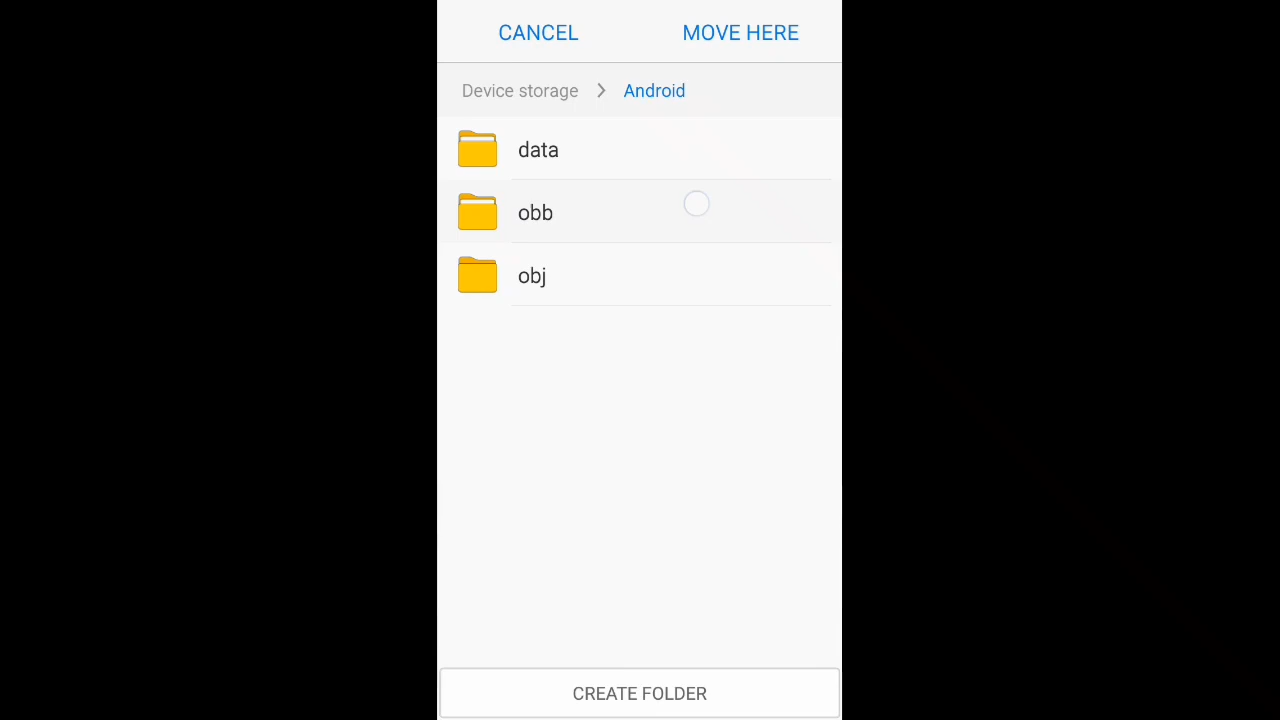 CANCEL MOVE HERE
Device storage > Android
data
obb
obj
CREATE FOLDER